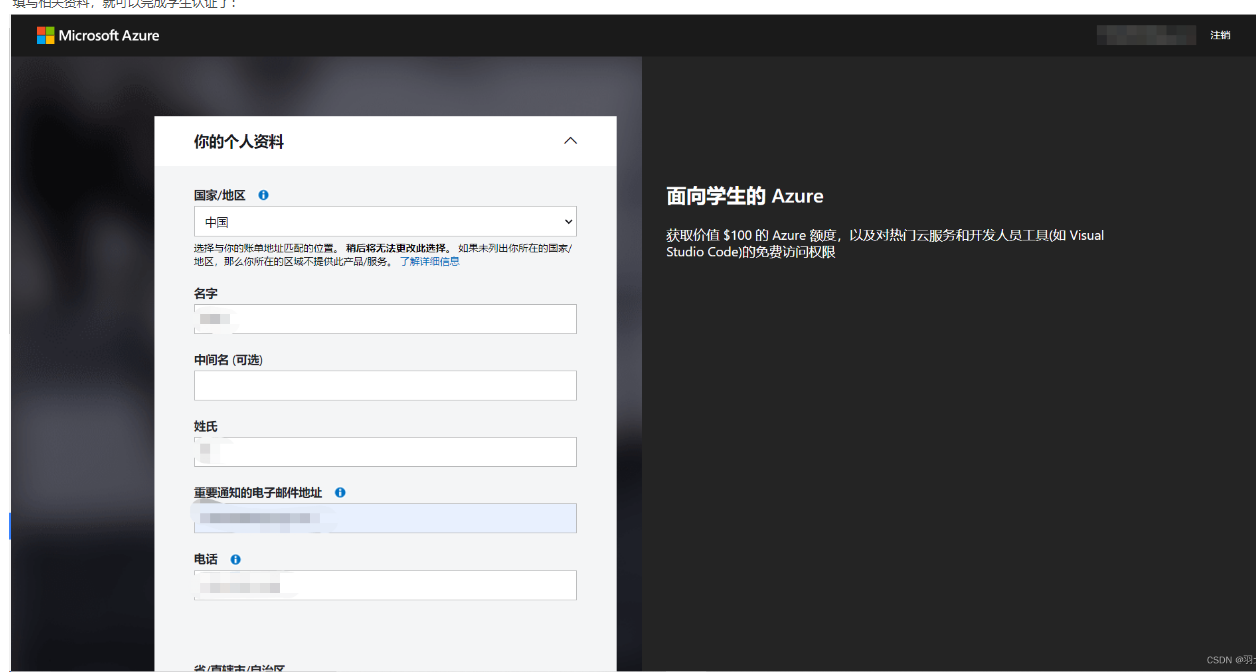 填写相关资料，就可以完成学生认证了！
Microsoft Azure
注销
你的个人资料
国家/地区
中国
选择与你的账单地址匹配的位置。 稍后将无法更改此选择。 如果未列出你所在的国家/
地区，那么你所在的区域不提供此产品/服务。 了解详细信息
名字
中间名 (可选)
姓氏
重要通知的电子邮件地址
电话
省/直辖市/自治区
面向学生的 Azure
获取价值 $100 的 Azure 额度，以及对热门云服务和开发人员工具(如 Visual
Studio Code)的免费访问权限
CSDN @羽